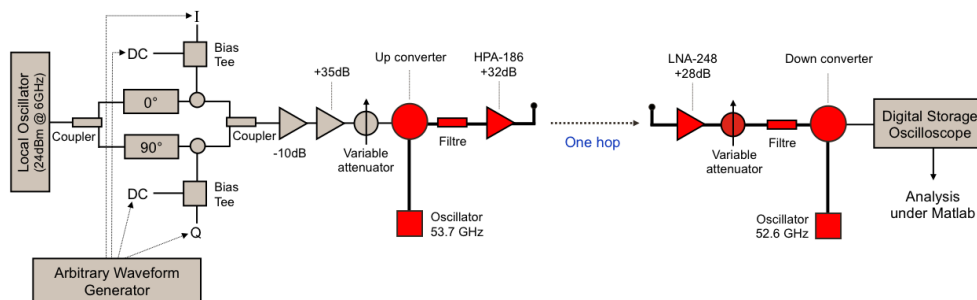 I
DC
Bias
Tee
Local Oscillator
(24dBm @ 6GHz)
Coupler
0°
90°
Coupler
DC
Bias
Tee
Q
Arbitrary Waveform
Generator
-10dB
+35dB
Variable
attenuator
Up converter
Filtre
HPA-186
+32dB
Oscillator
53.7 GHz
One hop
LNA-248
+28dB
Variable
attenuator
Filtre
Down converter
Oscillator
52.6 GHz
Digital Storage
Oscilloscope
Analysis
under Matlab